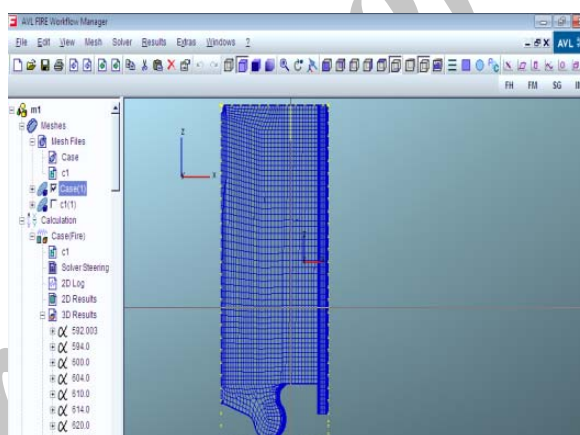 AVL FIRE Workflow Manager
File Edit View Mesh Solver Results Extras Windows ?
AVL
FH FM SG
m1
Meshes
Mesh Files
Case
c1
Case(1)
c1(1)
Calculation
Case(Fire)
c1
Solver Steering
2D Log
2D Results
3D Results
592.003
594.0
600.0
604.0
610.0
614.0
620.0
Z
X
Z